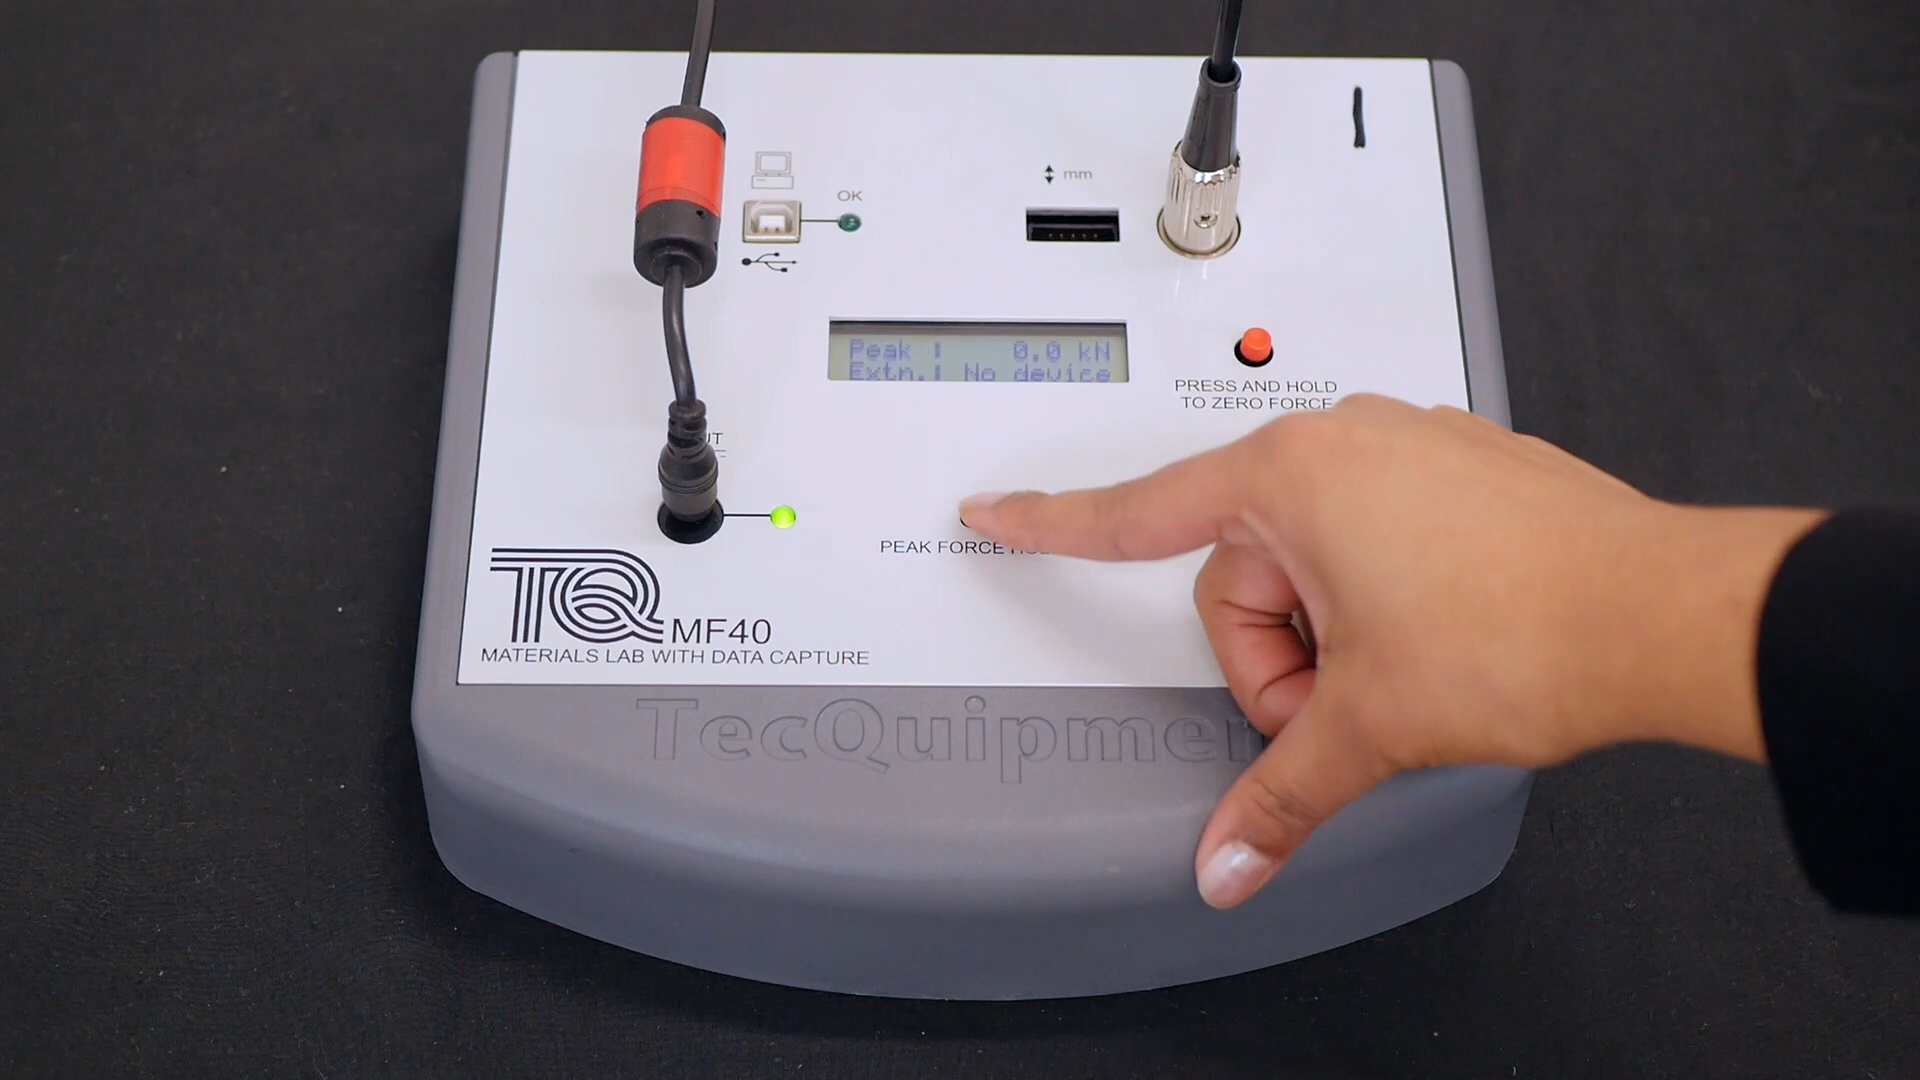 OK
mm
Peak : 0.0 kN
Extn.: No device
PRESS AND HOLD
TO ZERO FORCE
PEAK FORCE
TQ MF40
MATERIALS LAB WITH DATA CAPTURE
TecQuipmen